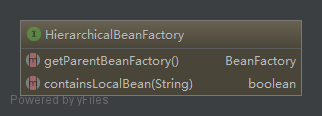 I HierarchicalBeanFactory
m getParentBeanFactory() BeanFactory
m containsLocalBean(String) boolean
Powered by yFiles